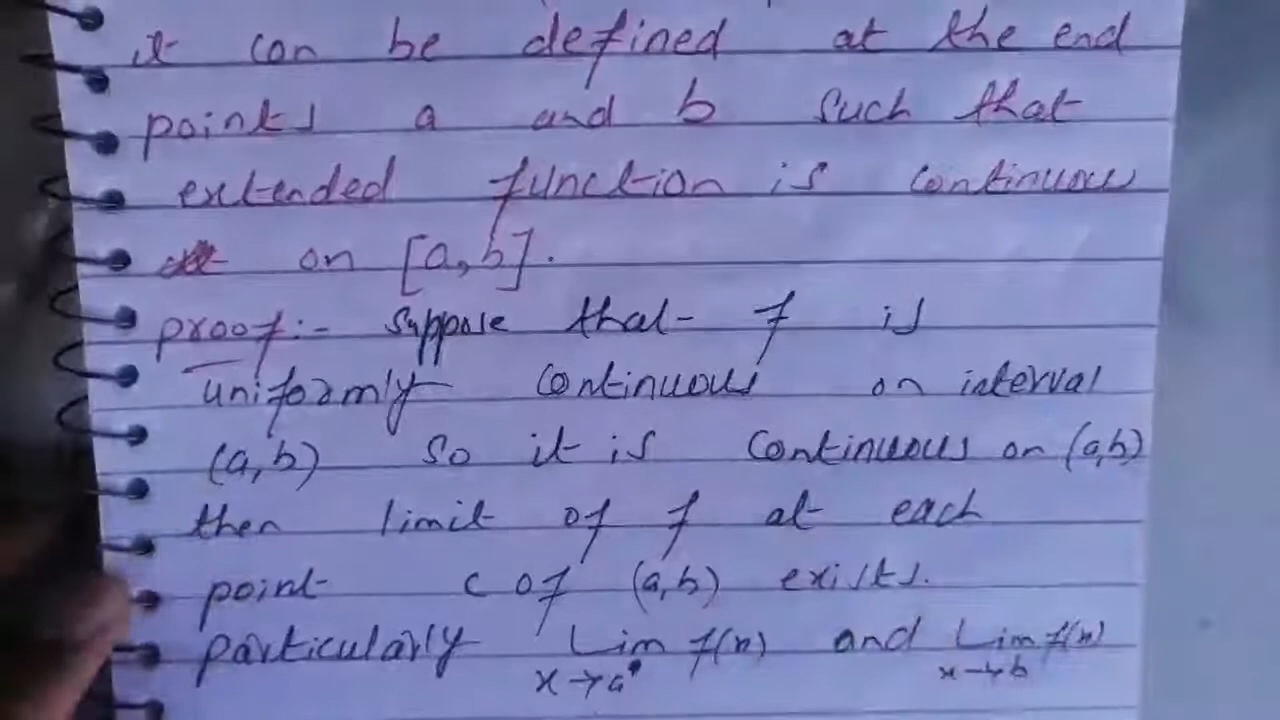 it can be defined at the end
points a and b such that
extended function is continuous
on [a,b].
proof:- suppose that f is
uniformly continuous on interval
(a,b) so it is continuous on (a,b)
then limit of f at each
point c of (a,b) exists.
particularly Lim f(x) and Lim f(x)
x→a⁺ x→b